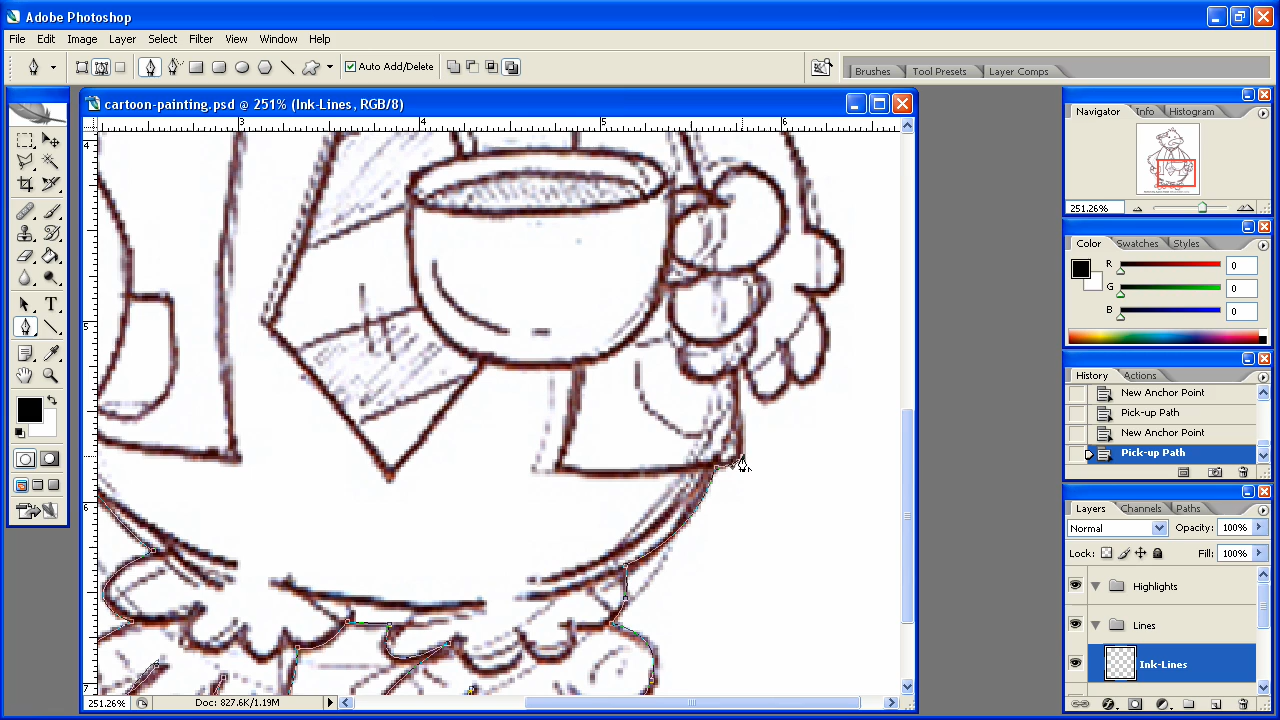 Adobe Photoshop
File Edit Image Layer Select Filter View Window Help
Auto Add/Delete
Brushes Tool Presets Layer Comps
cartoon-painting.psd @ 251% (Ink-Lines, RGB/8)
3 4 5 6
4
5
6
7
251.26% Doc: 827.6K/1.19M
Navigator Info Histogram
251.26%
Color Swatches Styles
R 0
G 0
B 0
History Actions
New Anchor Point
Pick-up Path
New Anchor Point
Pick-up Path
Layers Channels Paths
Normal Opacity: 100%
Lock: Fill: 100%
Highlights
Lines
Ink-Lines